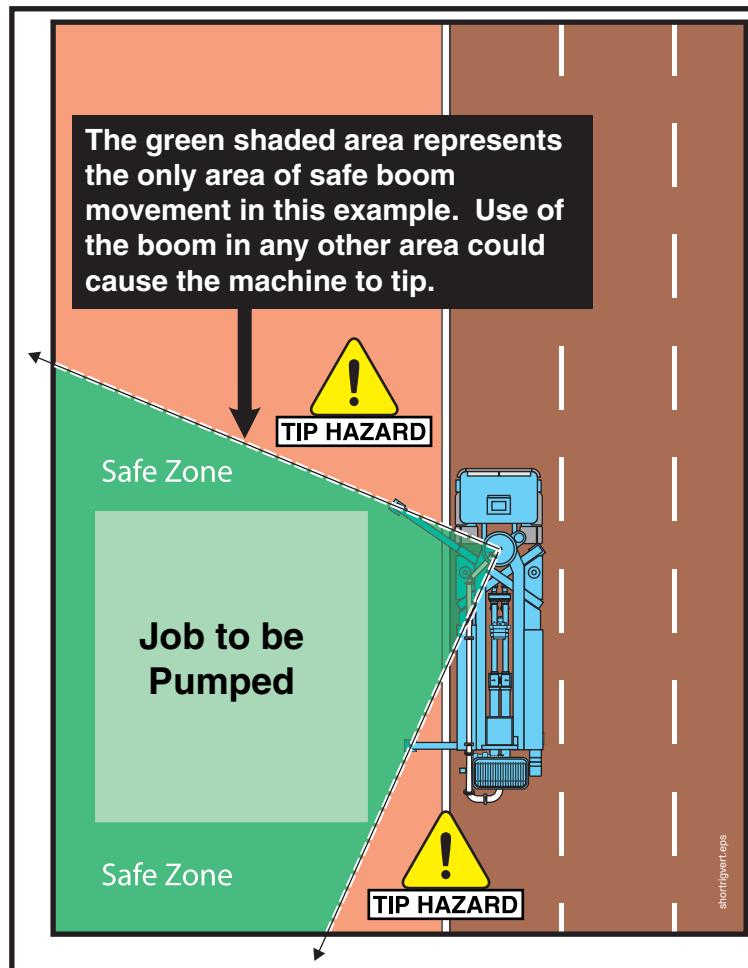 The green shaded area represents
the only area of safe boom
movement in this example.  Use of
the boom in any other area could
cause the machine to tip.
TIP HAZARD
Safe Zone
Job to be
Pumped
Safe Zone
TIP HAZARD
shortrigvert.eps